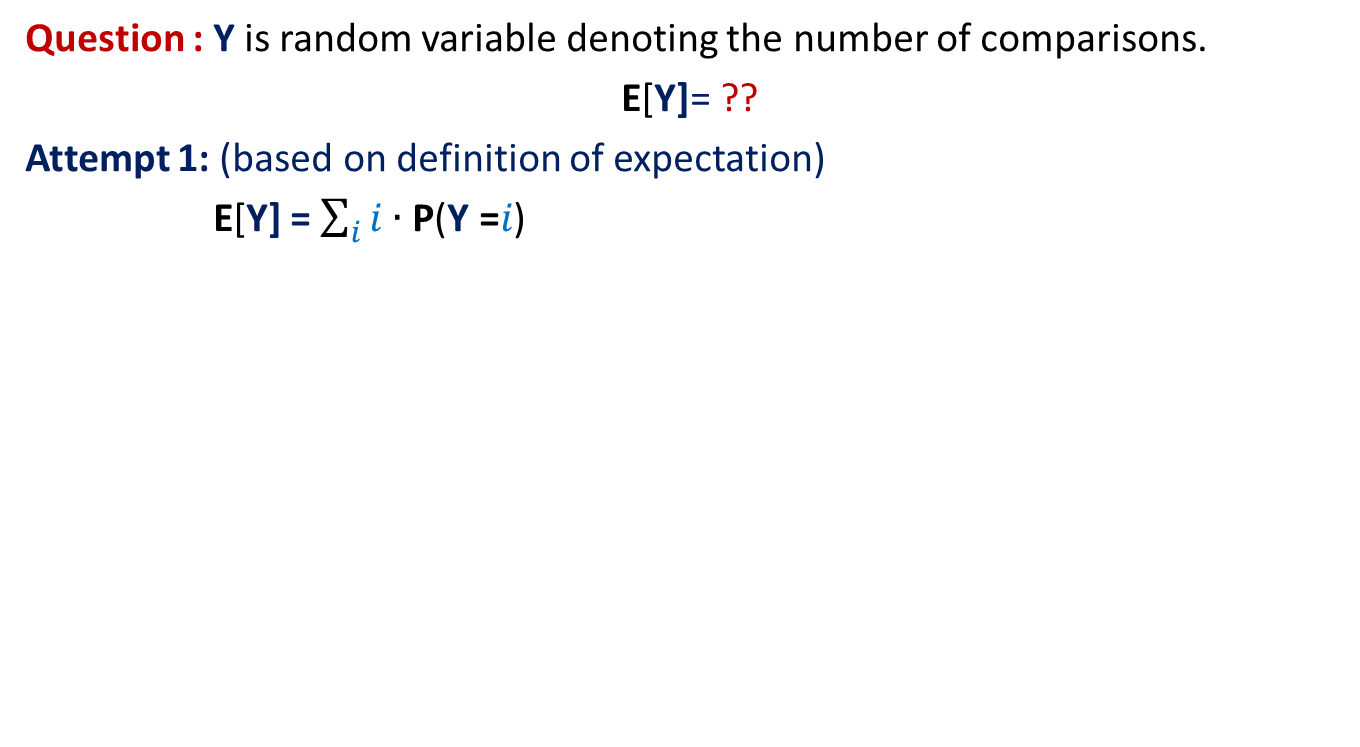 Question : Y is random variable denoting the number of comparisons.
E[Y]= ??
Attempt 1: (based on definition of expectation)
E[Y] = ∑ᵢ i · P(Y =i)